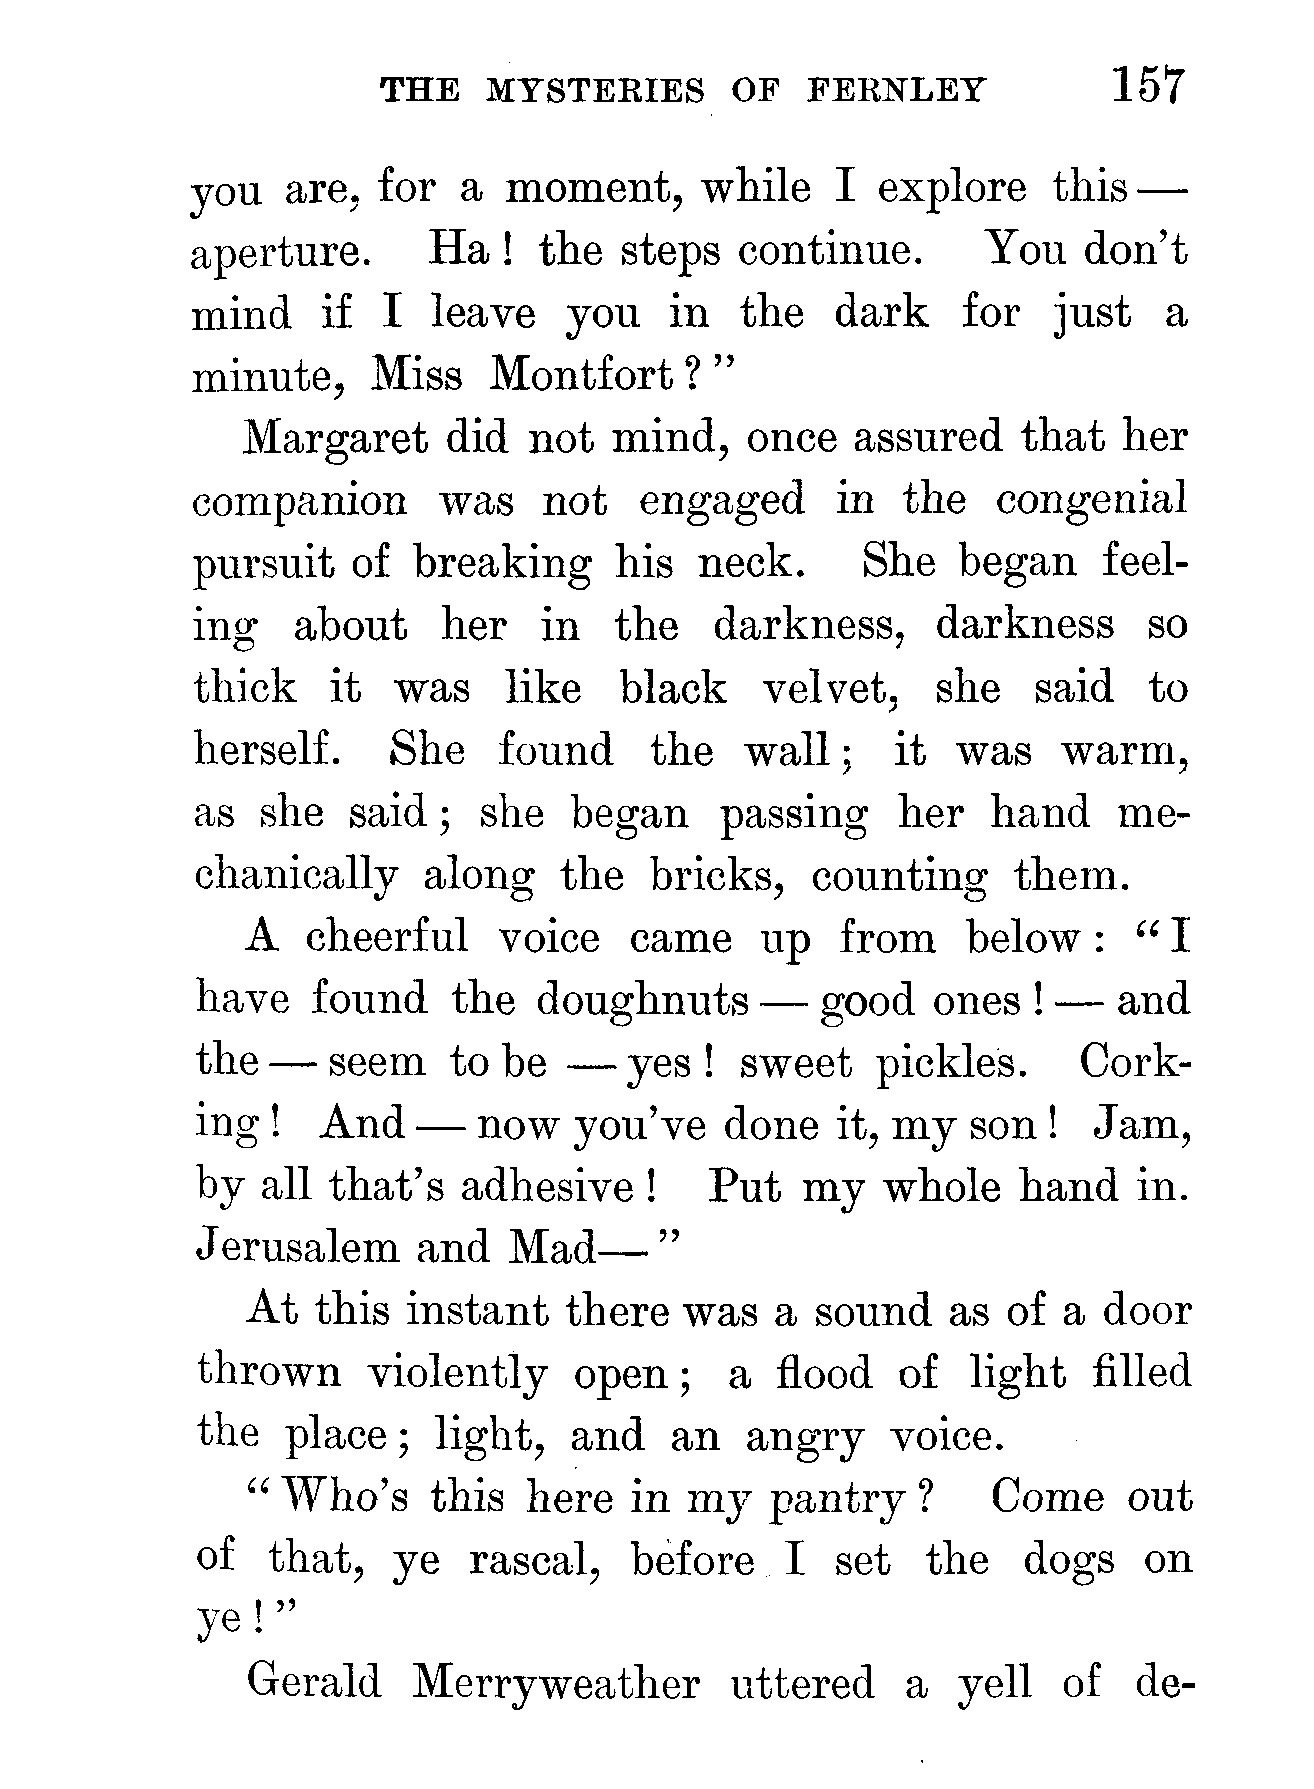 THE MYSTERIES OF FERNLEY 157
you are, for a moment, while I explore this—
aperture. Ha! the steps continue. You don't
mind if I leave you in the dark for just a
minute, Miss Montfort?"
Margaret did not mind, once assured that her
companion was not engaged in the congenial
pursuit of breaking his neck. She began feel-
ing about her in the darkness, darkness so
thick it was like black velvet, she said to
herself. She found the wall; it was warm,
as she said; she began passing her hand me-
chanically along the bricks, counting them.
A cheerful voice came up from below: "I
have found the doughnuts — good ones! — and
the — seem to be — yes! sweet pickles. Cork-
ing! And — now you've done it, my son! Jam,
by all that's adhesive! Put my whole hand in.
Jerusalem and Mad—"
At this instant there was a sound as of a door
thrown violently open; a flood of light filled
the place; light, and an angry voice.
"Who's this here in my pantry? Come out
of that, ye rascal, before I set the dogs on
ye!"
Gerald Merryweather uttered a yell of de-